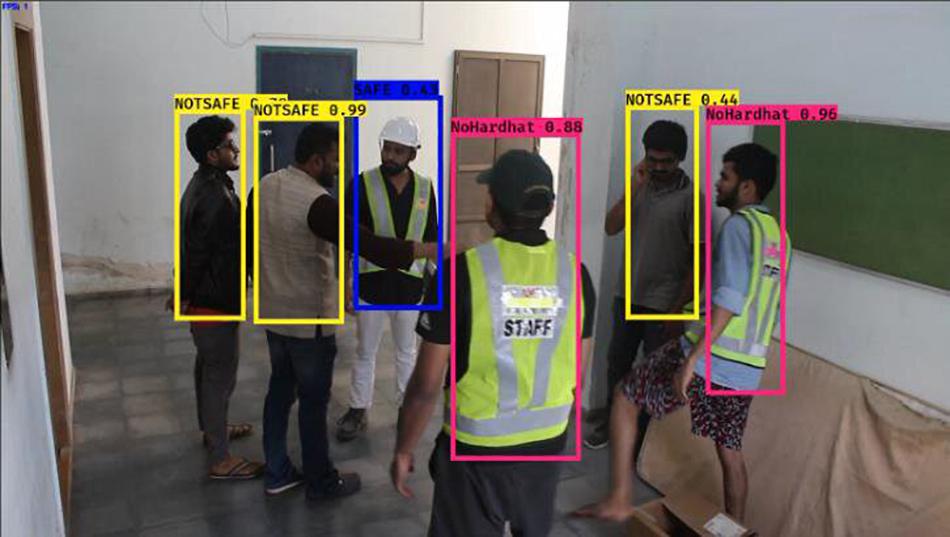 FPS: 1
SAFE 0.43
NOTSAFE 0.44
NOTSAFE
NOTSAFE 0.99
NoHardhat 0.96
NoHardhat 0.88
STAFF